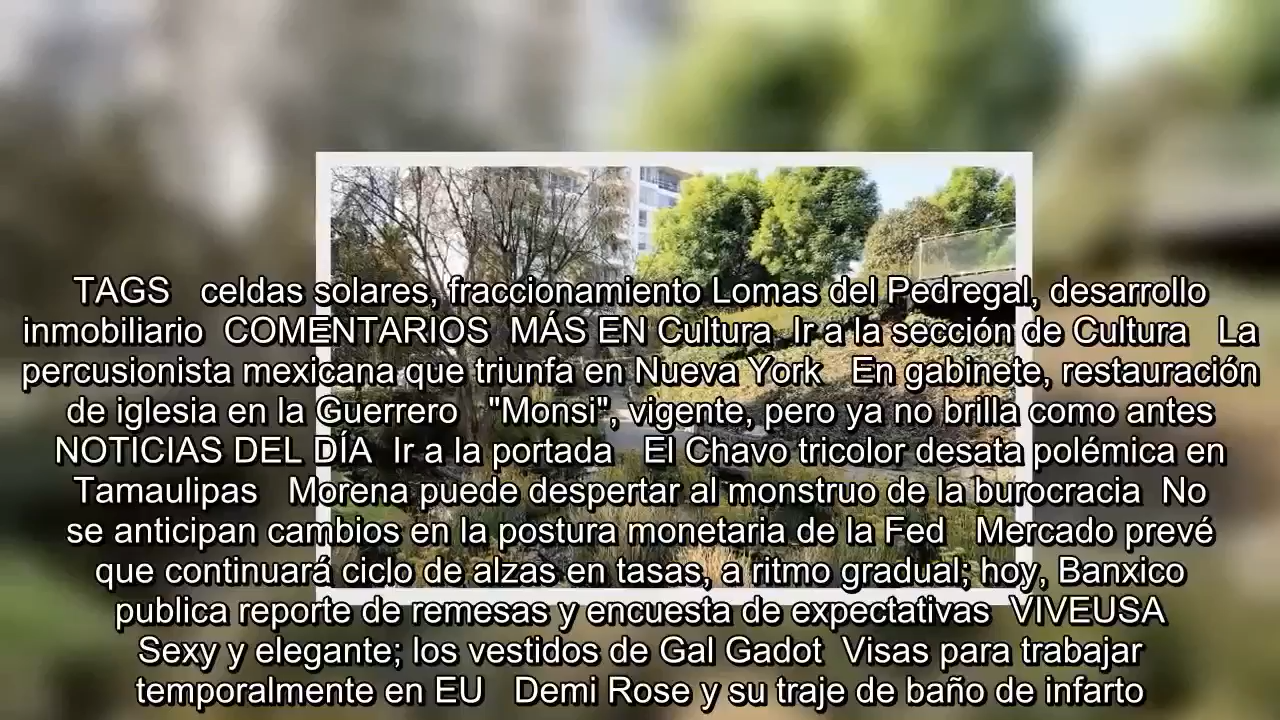 TAGS celdas solares, fraccionamiento Lomas del Pedregal, desarrollo
inmobiliario COMENTARIOS MÁS EN Cultura Ir a la sección de Cultura La
percusionista mexicana que triunfa en Nueva York En gabinete, restauración
de iglesia en la Guerrero "Monsi", vigente, pero ya no brilla como antes
NOTICIAS DEL DÍA Ir a la portada El Chavo tricolor desata polémica en
Tamaulipas Morena puede despertar al monstruo de la burocracia No
se anticipan cambios en la postura monetaria de la Fed Mercado prevé
que continuará ciclo de alzas en tasas, a ritmo gradual; hoy, Banxico
publica reporte de remesas y encuesta de expectativas VIVEUSA
Sexy y elegante; los vestidos de Gal Gadot Visas para trabajar
temporalmente en EU Demi Rose y su traje de baño de infarto